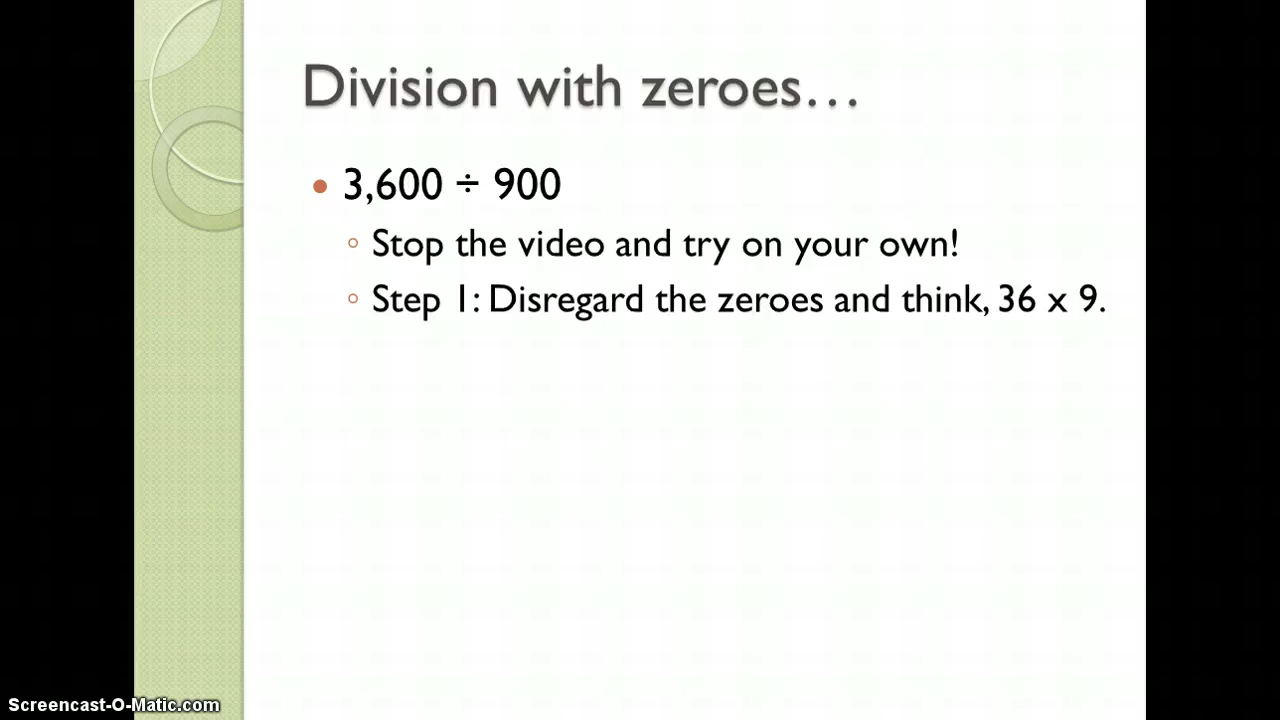 Division with zeroes…
• 3,600 ÷ 900
◦ Stop the video and try on your own!
◦ Step 1: Disregard the zeroes and think, 36 x 9.
Screencast-O-Matic.com